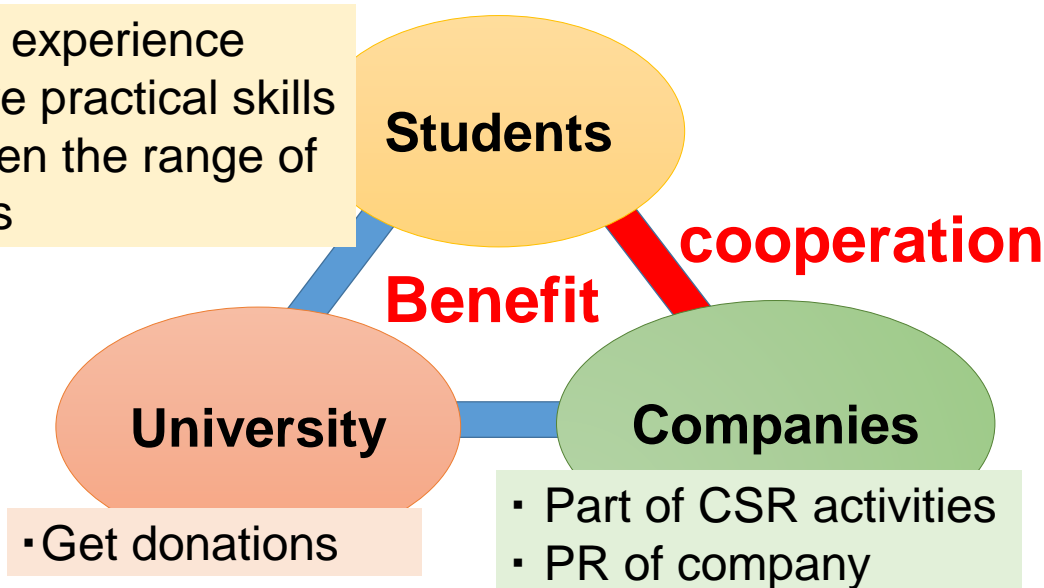 experience
e practical skills
en the range of
s
Students
cooperation
Benefit
University
Companies
・Get donations
・ Part of CSR activities
・ PR of company